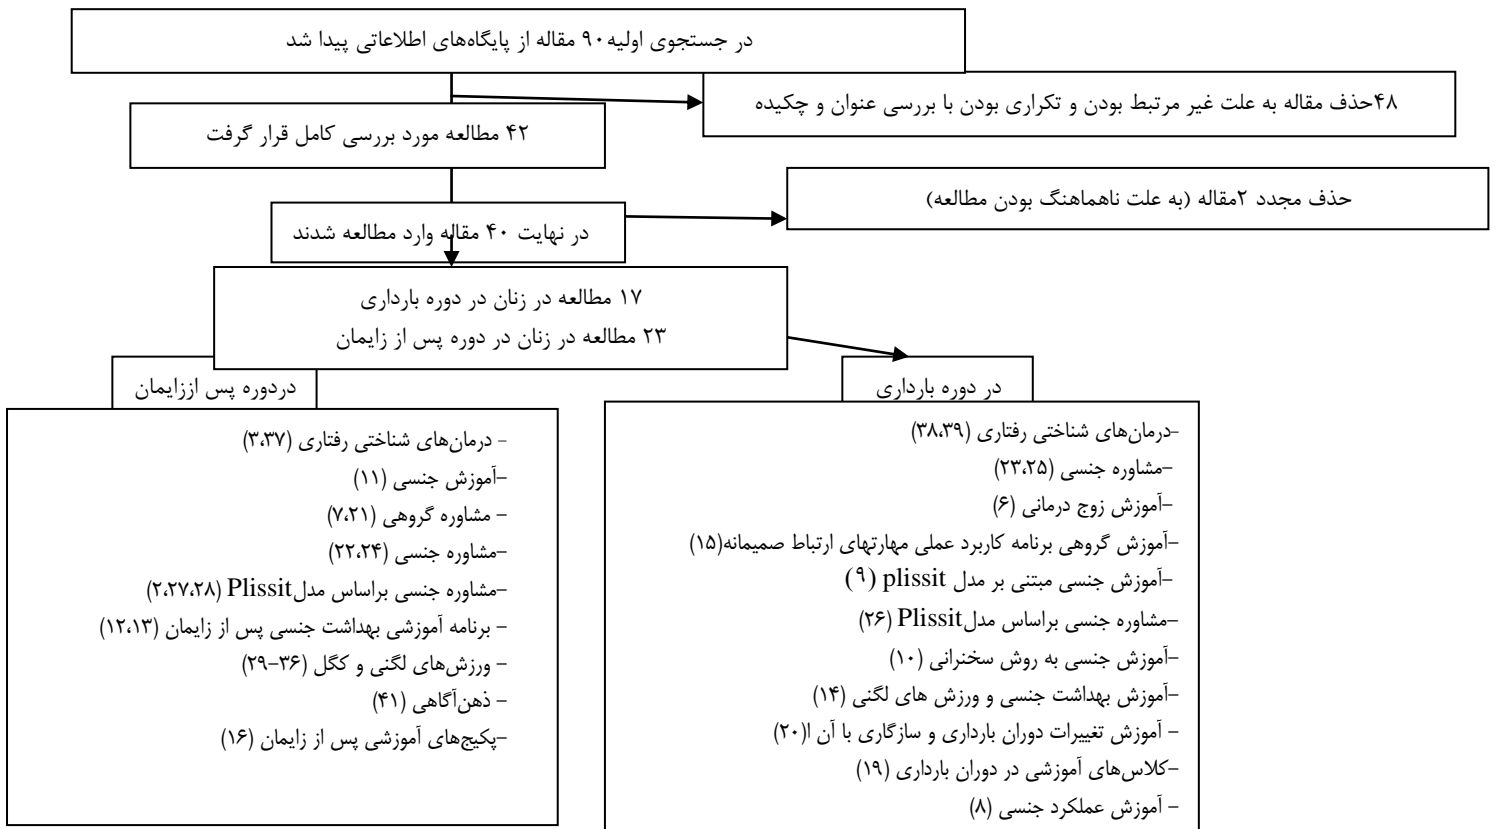 در جستجوی اولیه۹۰ مقاله از پایگاه‌های اطلاعاتی پیدا شد
۴۸حذف مقاله به علت غیر مرتبط بودن و تکراری بودن با بررسی عنوان و چکیده
۴۲ مطالعه مورد بررسی کامل قرار گرفت
حذف مجدد ۲مقاله (به علت ناهماهنگ بودن مطالعه)
در نهایت ۴۰ مقاله وارد مطالعه شدند
۱۷ مطالعه در زنان در دوره بارداری
۲۳ مطالعه در زنان در دوره پس از زایمان
در دوره بارداری
-درمان‌های شناختی رفتاری (۳۸،۳۹)
-مشاوره جنسی (۲۳،۲۵)
-آموزش زوج درمانی (۶)
-آموزش گروهی برنامه کاربرد عملی مهارتهای ارتباط صمیمانه(۱۵)
-آموزش جنسی مبتنی بر مدل plissit (۹)
-مشاوره جنسی براساس مدلPlissit (۲۶)
-آموزش جنسی به روش سخنرانی (۱۰)
-آموزش بهداشت جنسی و ورزش های لگنی (۱۴)
- آموزش تغییرات دوران بارداری و سازگاری با آن ا(۲۰)
-کلاس‌های آموزشی در دوران بارداری (۱۹)
- آموزش عملکرد جنسی (۸)
دردوره پس اززایمان
- درمان‌های شناختی رفتاری (۳،۳۷)
-آموزش جنسی (۱۱)
- مشاوره گروهی (۷،۲۱)
-مشاوره جنسی (۲۲،۲۴)
-مشاوره جنسی براساس مدلPlissit (۲،۲۷،۲۸)
- برنامه آموزشی بهداشت جنسی پس از زایمان (۱۲،۱۳)
- ورزش‌های لگنی و کگل (۲۹-۳۶)
- ذهن‌آگاهی (۴۱)
-پکیج‌های آموزشی پس از زایمان (۱۶)